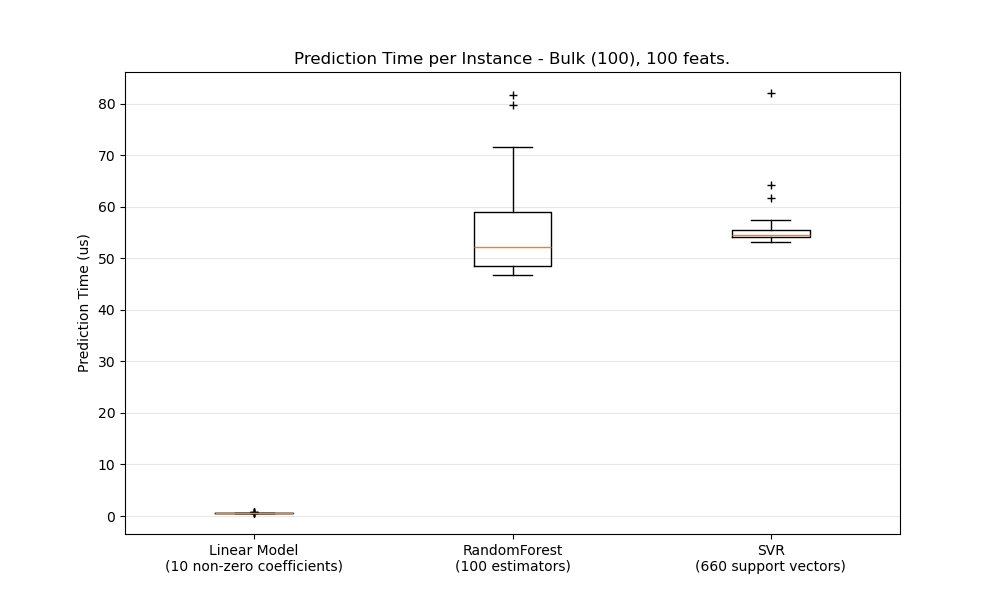 Prediction Time per Instance - Bulk (100), 100 feats.
Prediction Time (us)
80
70
60
50
40
30
20
10
0
Linear Model
(10 non-zero coefficients)
RandomForest
(100 estimators)
SVR
(660 support vectors)